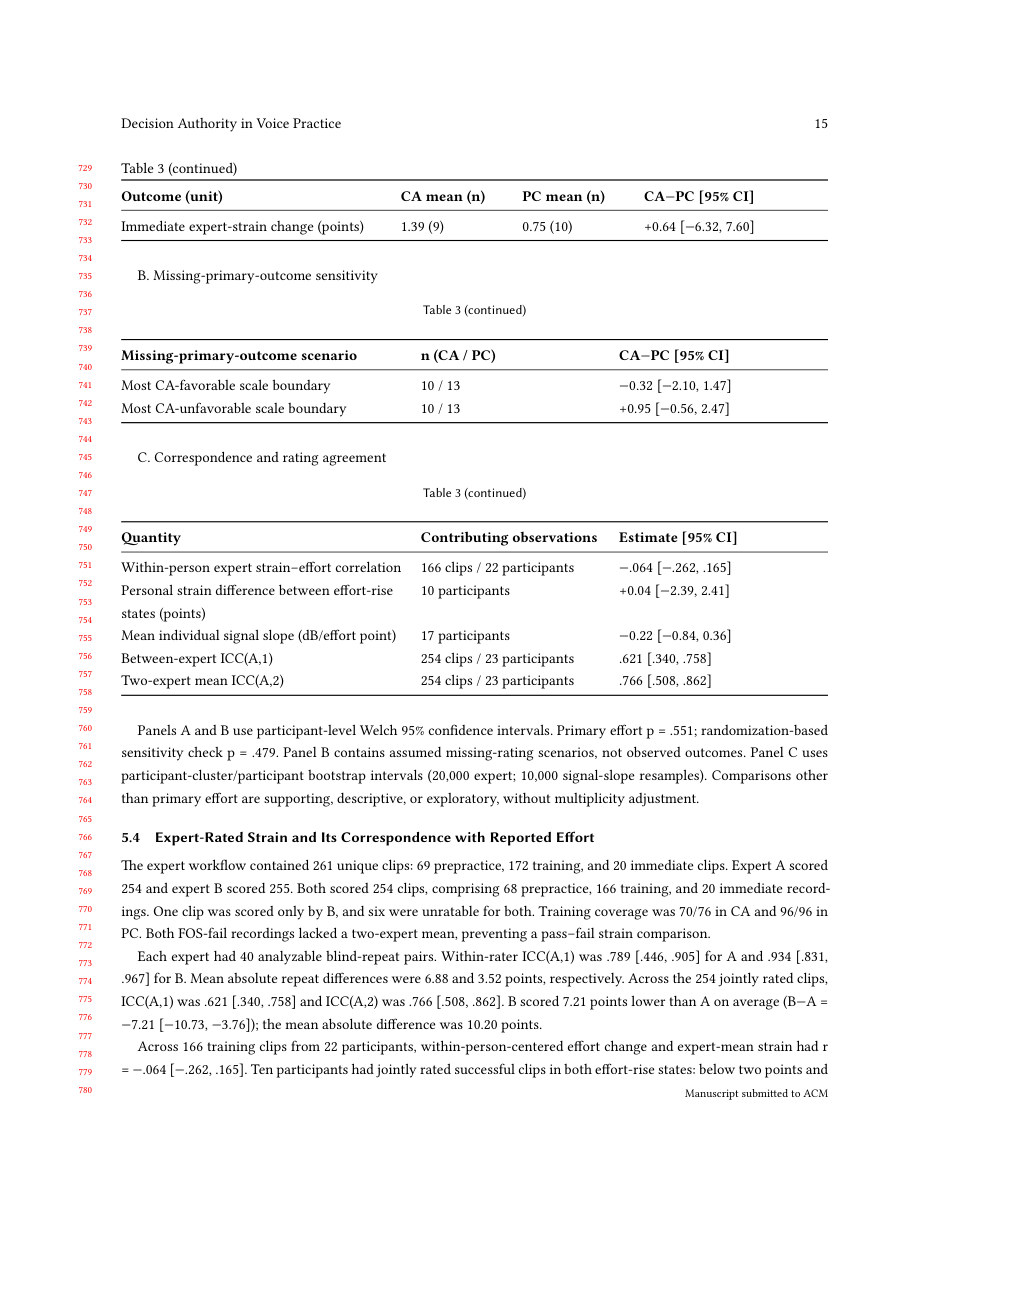 Decision Authority in Voice Practice 15
729 Table 3 (continued)
730
731 Outcome (unit) CA mean (n) PC mean (n) CA−PC [95% CI]
732 Immediate expert-strain change (points) 1.39 (9) 0.75 (10) +0.64 [−6.32, 7.60]
733
734
735 B. Missing-primary-outcome sensitivity
736
737 Table 3 (continued)
738
739 Missing-primary-outcome scenario n (CA / PC) CA−PC [95% CI]
740
741 Most CA-favorable scale boundary 10 / 13 −0.32 [−2.10, 1.47]
742 Most CA-unfavorable scale boundary 10 / 13 +0.95 [−0.56, 2.47]
743
744
745 C. Correspondence and rating agreement
746
747 Table 3 (continued)
748
749 Quantity Contributing observations Estimate [95% CI]
750
751 Within-person expert strain–effort correlation 166 clips / 22 participants −.064 [−.262, .165]
752 Personal strain difference between effort-rise 10 participants +0.04 [−2.39, 2.41]
753
754 states (points)
755 Mean individual signal slope (dB/effort point) 17 participants −0.22 [−0.84, 0.36]
756 Between-expert ICC(A,1) 254 clips / 23 participants .621 [.340, .758]
757 Two-expert mean ICC(A,2) 254 clips / 23 participants .766 [.508, .862]
758
759
760 Panels A and B use participant-level Welch 95% confidence intervals. Primary effort p = .551; randomization-based
761 sensitivity check p = .479. Panel B contains assumed missing-rating scenarios, not observed outcomes. Panel C uses
762
763 participant-cluster/participant bootstrap intervals (20,000 expert; 10,000 signal-slope resamples). Comparisons other
764 than primary effort are supporting, descriptive, or exploratory, without multiplicity adjustment.
765
766 5.4 Expert-Rated Strain and Its Correspondence with Reported Effort
767
768 The expert workflow contained 261 unique clips: 69 prepractice, 172 training, and 20 immediate clips. Expert A scored
769 254 and expert B scored 255. Both scored 254 clips, comprising 68 prepractice, 166 training, and 20 immediate record-
770 ings. One clip was scored only by B, and six were unratable for both. Training coverage was 70/76 in CA and 96/96 in
771 PC. Both FOS-fail recordings lacked a two-expert mean, preventing a pass–fail strain comparison.
772
773 Each expert had 40 analyzable blind-repeat pairs. Within-rater ICC(A,1) was .789 [.446, .905] for A and .934 [.831,
774 .967] for B. Mean absolute repeat differences were 6.88 and 3.52 points, respectively. Across the 254 jointly rated clips,
775 ICC(A,1) was .621 [.340, .758] and ICC(A,2) was .766 [.508, .862]. B scored 7.21 points lower than A on average (B−A =
776
777 −7.21 [−10.73, −3.76]); the mean absolute difference was 10.20 points.
778 Across 166 training clips from 22 participants, within-person-centered effort change and expert-mean strain had r
779 = −.064 [−.262, .165]. Ten participants had jointly rated successful clips in both effort-rise states: below two points and
780
Manuscript submitted to ACM